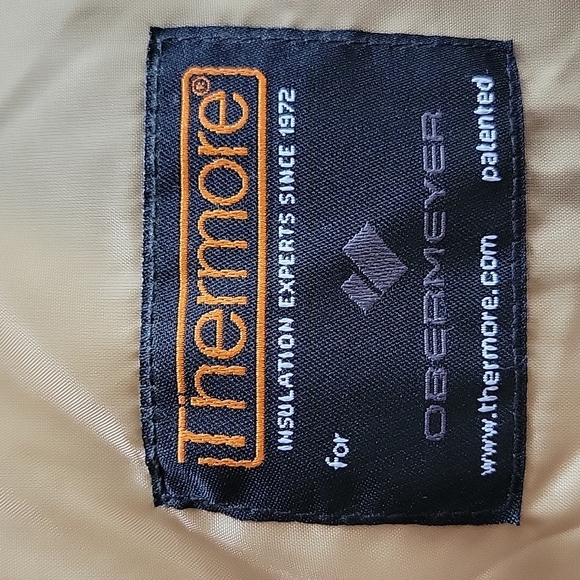 Thermore®
INSULATION EXPERTS SINCE 1972
for
OBERMEYER
www.thermore.com patented